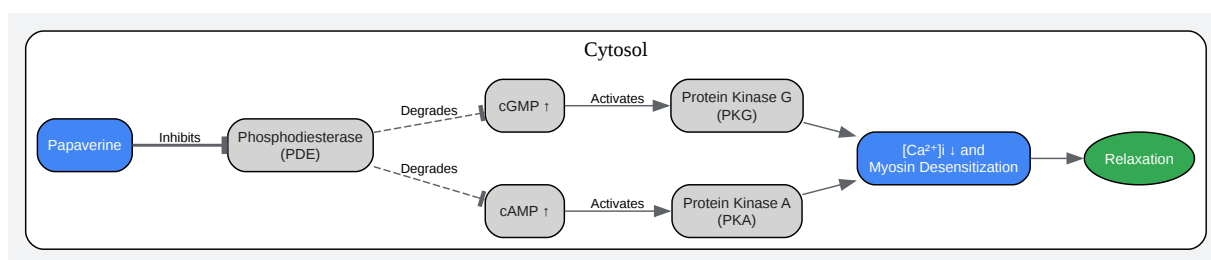 Cytosol
Papaverine
Inhibits
Phosphodiesterase
(PDE)
Degrades
Degrades
cGMP ↑
cAMP ↑
Activates
Activates
Protein Kinase G
(PKG)
Protein Kinase A
(PKA)
[Ca²⁺]i ↓ and
Myosin Desensitization
Relaxation